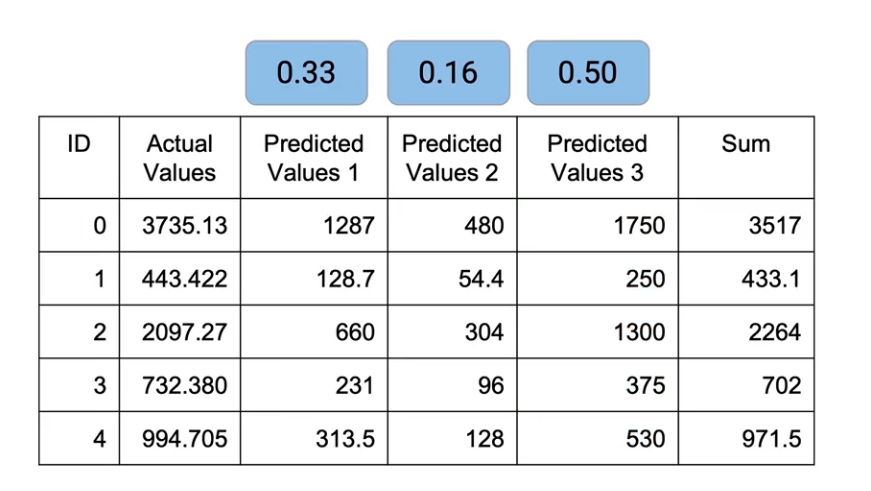 0.33 0.16 0.50
ID Actual Values Predicted Values 1 Predicted Values 2 Predicted Values 3 Sum
0 3735.13 1287 480 1750 3517
1 443.422 128.7 54.4 250 433.1
2 2097.27 660 304 1300 2264
3 732.380 231 96 375 702
4 994.705 313.5 128 530 971.5